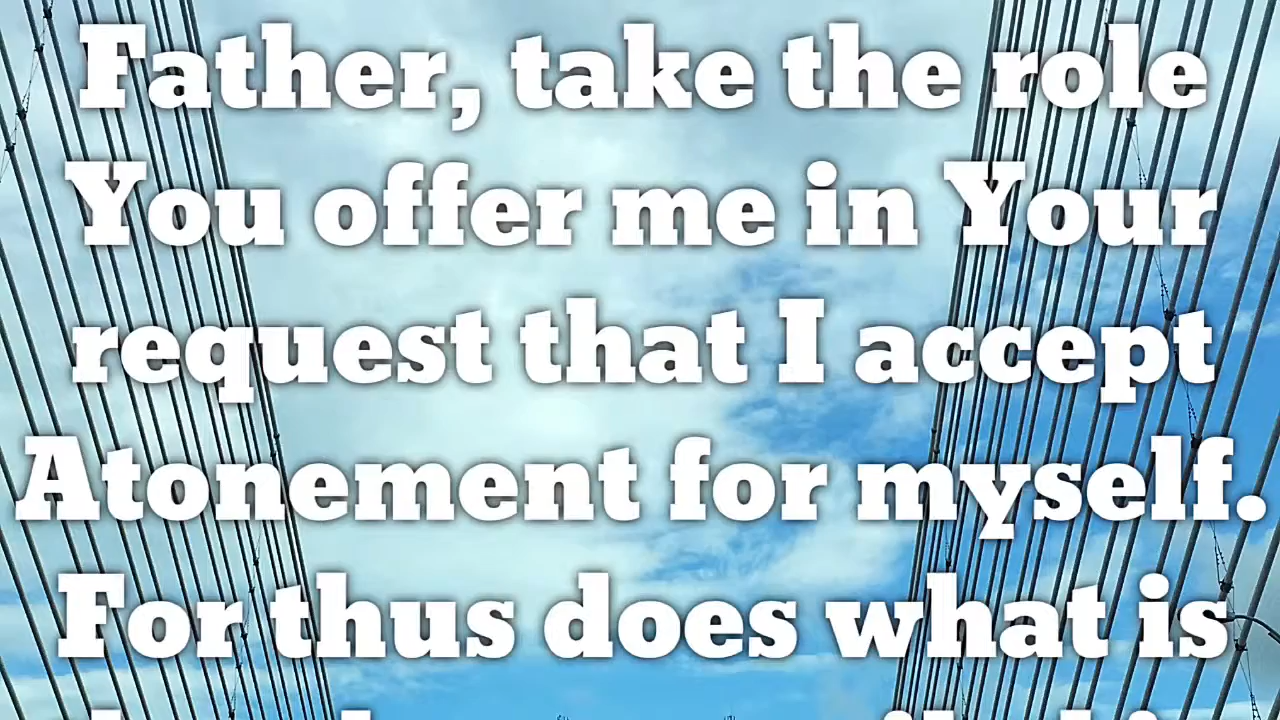 Father, take the role
You offer me in Your
request that I accept
Atonement for myself.
For thus does what is